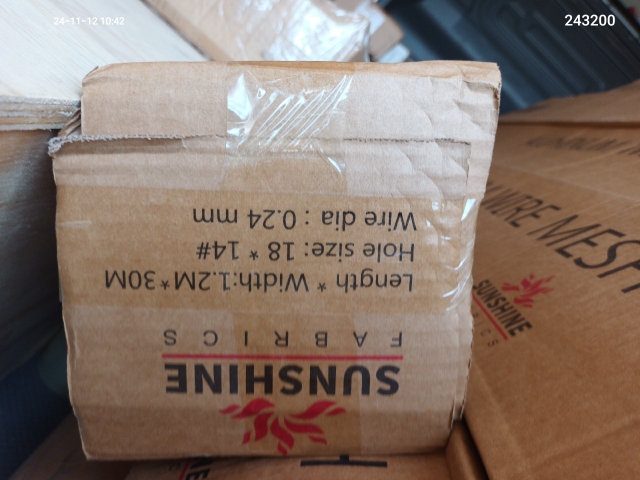 24-11-12 10:42
243200
SUNSHINE
FABRICS
Length * Width:1.2M*30M
Hole size: 18 * 14#
Wire dia : 0.24 mm
WIRE MESH
SUNSHINE